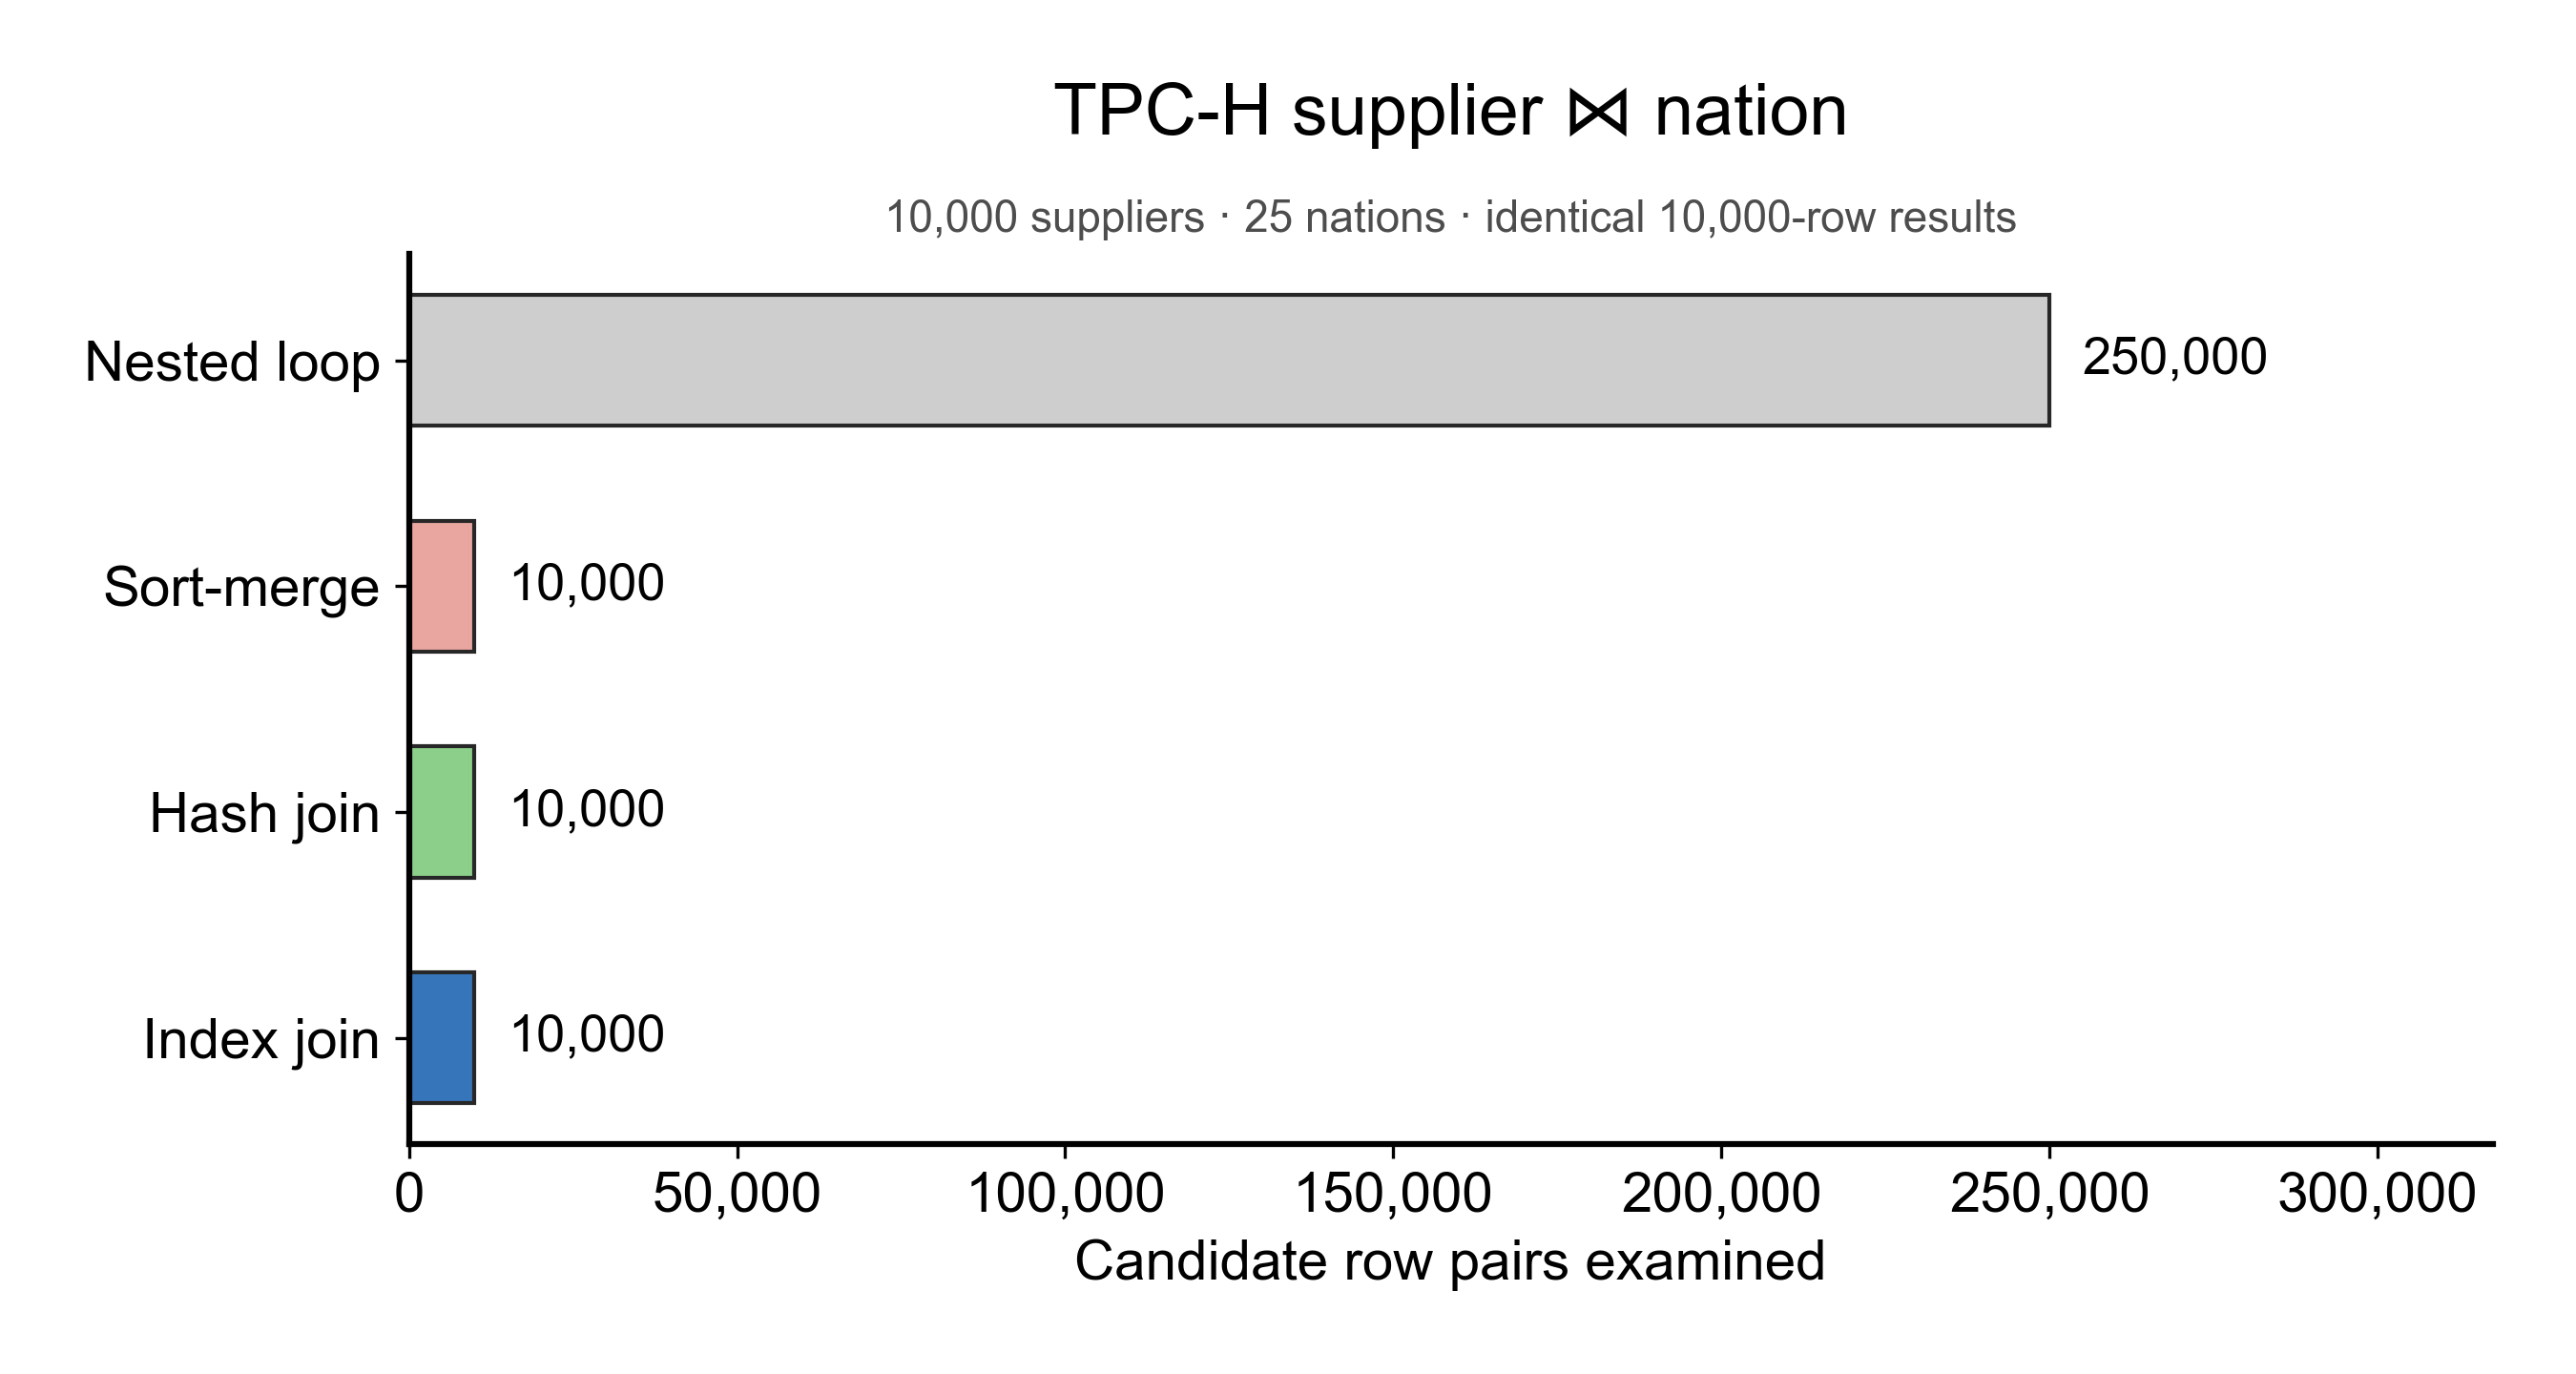 TPC-H supplier ⋈ nation
10,000 suppliers · 25 nations · identical 10,000-row results
Nested loop
250,000
Sort-merge
10,000
Hash join
10,000
Index join
10,000
0 50,000 100,000 150,000 200,000 250,000 300,000
Candidate row pairs examined